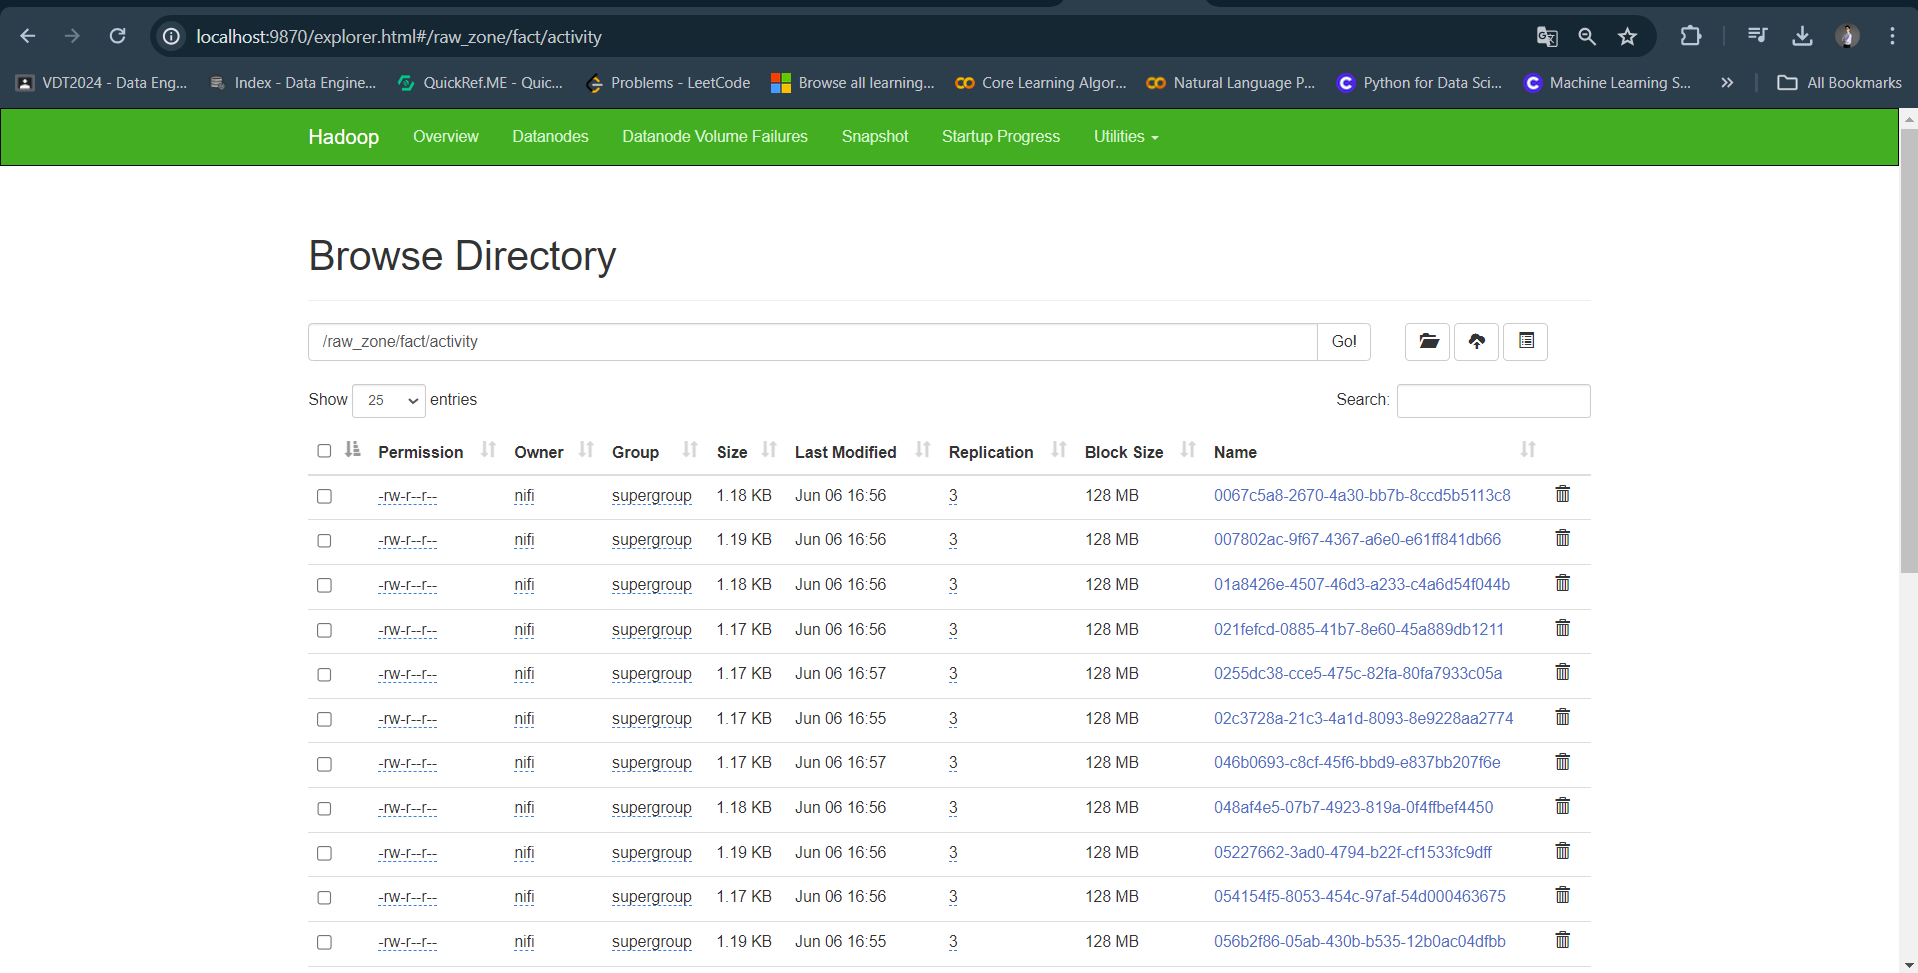 localhost:9870/explorer.html#/raw_zone/fact/activity
VDT2024 - Data Eng... Index - Data Engine... QuickRef.ME - Quic... Problems - LeetCode Browse all learning... Core Learning Algor... Natural Language P... Python for Data Sci... Machine Learning S... » All Bookmarks
Hadoop Overview Datanodes Datanode Volume Failures Snapshot Startup Progress Utilities
Browse Directory
/raw_zone/fact/activity Go!
Show 25 entries Search:
Permission Owner Group Size Last Modified Replication Block Size Name
-rw-r--r-- nifi supergroup 1.18 KB Jun 06 16:56 3 128 MB 0067c5a8-2670-4a30-bb7b-8ccd5b5113c8
-rw-r--r-- nifi supergroup 1.19 KB Jun 06 16:56 3 128 MB 007802ac-9f67-4367-a6e0-e61ff841db66
-rw-r--r-- nifi supergroup 1.18 KB Jun 06 16:56 3 128 MB 01a8426e-4507-46d3-a233-c4a6d54f044b
-rw-r--r-- nifi supergroup 1.17 KB Jun 06 16:56 3 128 MB 021fefcd-0885-41b7-8e60-45a889db1211
-rw-r--r-- nifi supergroup 1.17 KB Jun 06 16:57 3 128 MB 0255dc38-cce5-475c-82fa-80fa7933c05a
-rw-r--r-- nifi supergroup 1.17 KB Jun 06 16:55 3 128 MB 02c3728a-21c3-4a1d-8093-8e9228aa2774
-rw-r--r-- nifi supergroup 1.17 KB Jun 06 16:57 3 128 MB 046b0693-c8cf-45f6-bbd9-e837bb207f6e
-rw-r--r-- nifi supergroup 1.18 KB Jun 06 16:56 3 128 MB 048af4e5-07b7-4923-819a-0f4ffbef4450
-rw-r--r-- nifi supergroup 1.19 KB Jun 06 16:56 3 128 MB 05227662-3ad0-4794-b22f-cf1533fc9dff
-rw-r--r-- nifi supergroup 1.17 KB Jun 06 16:56 3 128 MB 054154f5-8053-454c-97af-54d000463675
-rw-r--r-- nifi supergroup 1.19 KB Jun 06 16:55 3 128 MB 056b2f86-05ab-430b-b535-12b0ac04dfbb